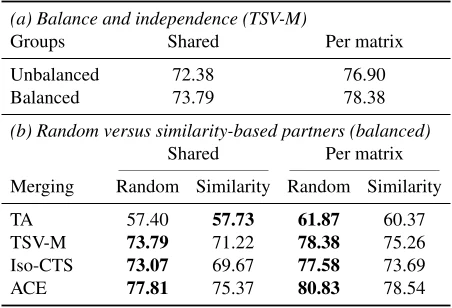 (a) Balance and independence (TSV-M)
Groups Shared Per matrix
Unbalanced 72.38 76.90
Balanced 73.79 78.38
(b) Random versus similarity-based partners (balanced)
Shared Per matrix
Merging Random Similarity Random Similarity
TA 57.40 57.73 61.87 60.37
TSV-M 73.79 71.22 78.38 75.26
Iso-CTS 73.07 69.67 77.58 73.69
ACE 77.81 75.37 80.83 78.54